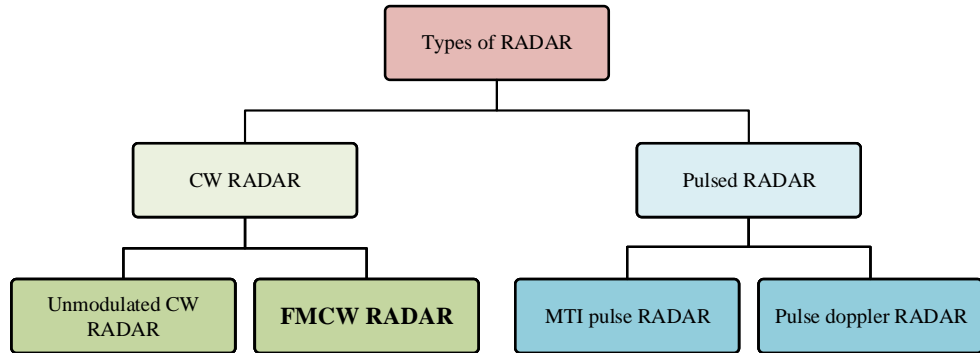 Types of RADAR
CW RADAR
Pulsed RADAR
Unmodulated CW
RADAR
FMCW RADAR
MTI pulse RADAR
Pulse doppler RADAR